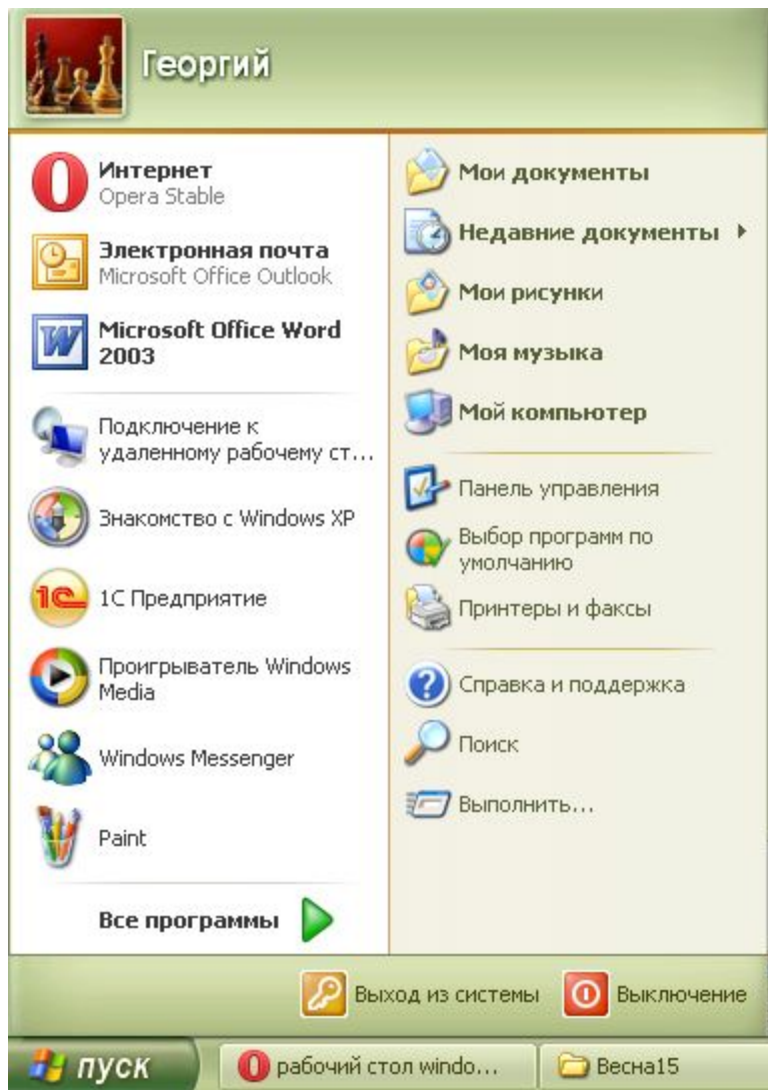 Георгий
Интернет
Opera Stable
Электронная почта
Microsoft Office Outlook
Microsoft Office Word
2003
Подключение к
удаленному рабочему ст...
Знакомство с Windows XP
1С Предприятие
Проигрыватель Windows
Media
Windows Messenger
Paint
Все программы
Мои документы
Недавние документы
Мои рисунки
Моя музыка
Мой компьютер
Панель управления
Выбор программ по
умолчанию
Принтеры и факсы
Справка и поддержка
Поиск
Выполнить...
Выход из системы
Выключение
пуск
рабочий стол windo...
Весна15